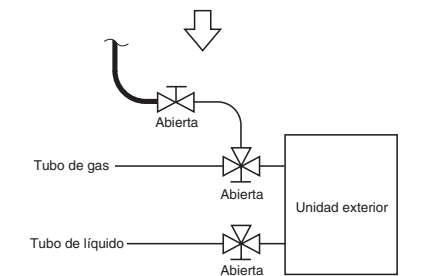 Abierta
Tubo de gas
Abierta
Unidad exterior
Tubo de líquido
Abierta